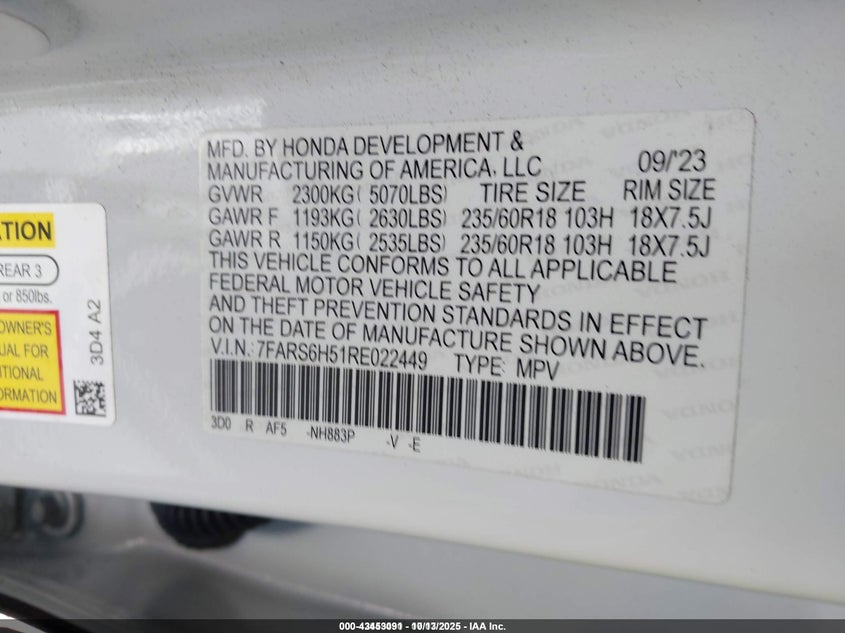 MFD. BY HONDA DEVELOPMENT &
MANUFACTURING OF AMERICA, LLC 09/'23
GVWR 2300KG( 5070LBS) TIRE SIZE RIM SIZE
GAWR F 1193KG( 2630LBS) 235/60R18 103H 18X7.5J
GAWR R 1150KG( 2535LBS) 235/60R18 103H 18X7.5J
THIS VEHICLE CONFORMS TO ALL APPLICABLE
FEDERAL MOTOR VEHICLE SAFETY
AND THEFT PREVENTION STANDARDS IN EFFECT
ON THE DATE OF MANUFACTURE SHOWN ABOVE.
V.I.N.: 7FARS6H51RE022449 TYPE: MPV
3D0 R AF5 -NH883P -V -E
ATION
REAR 3
or 850lbs.
OWNER'S
UAL FOR
ITIONAL
ORMATION
3D4 A2
000-43453091 - 10/13/2025 - IAA Inc.